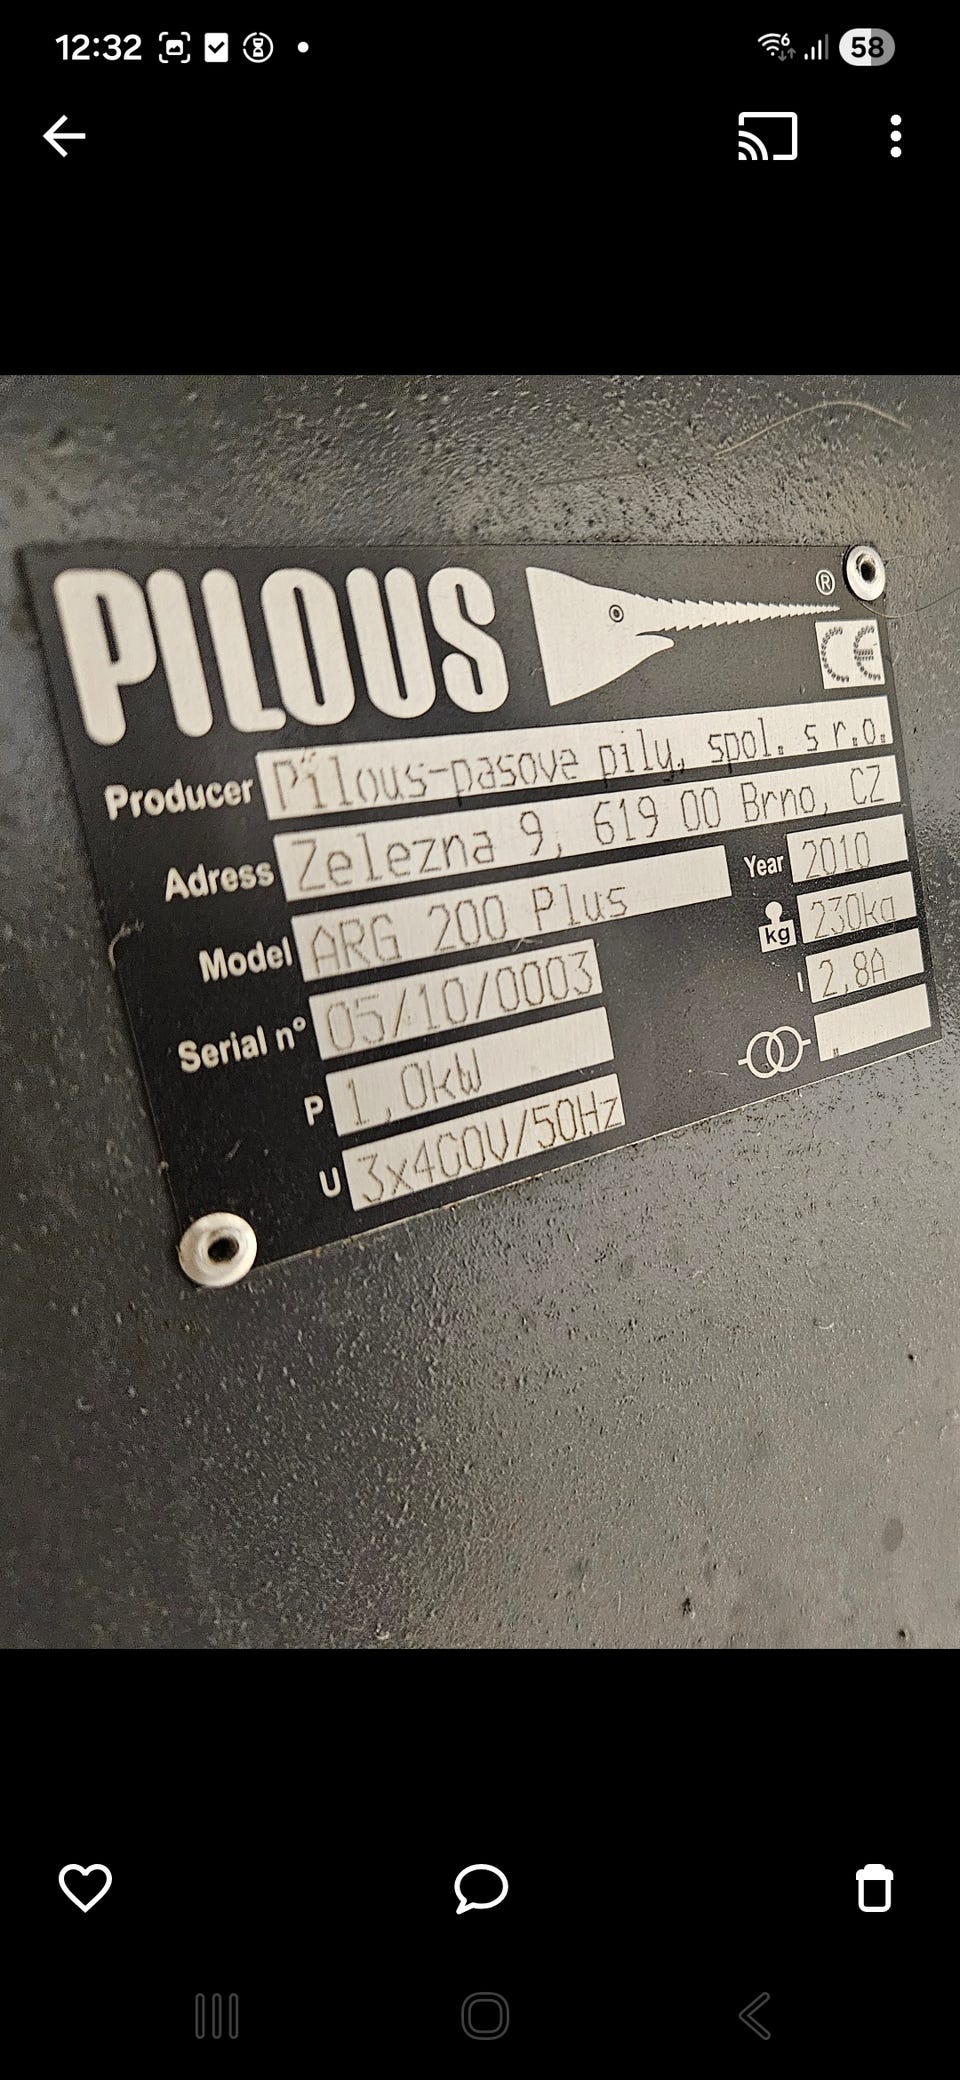 12:32
58
PILOUS ®
CE
Producer Pilous-pasove pily, spol. s r.o.
Adress Zelezna 9, 619 00 Brno, CZ
Model ARG 200 Plus Year 2010
kg 230kg
Serial n° 05/10/0003 I 2,8A
P 1,0kW
U 3x400V/50Hz